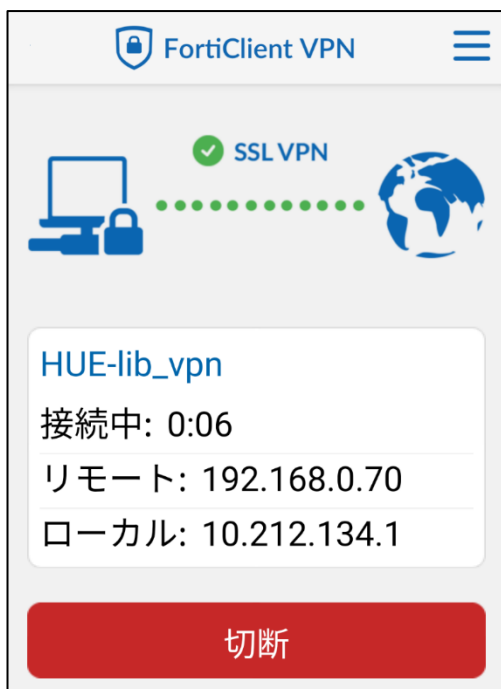 FortiClient VPN
SSL VPN
HUE-lib_vpn
接続中: 0:06
リモート: 192.168.0.70
ローカル: 10.212.134.1
切断